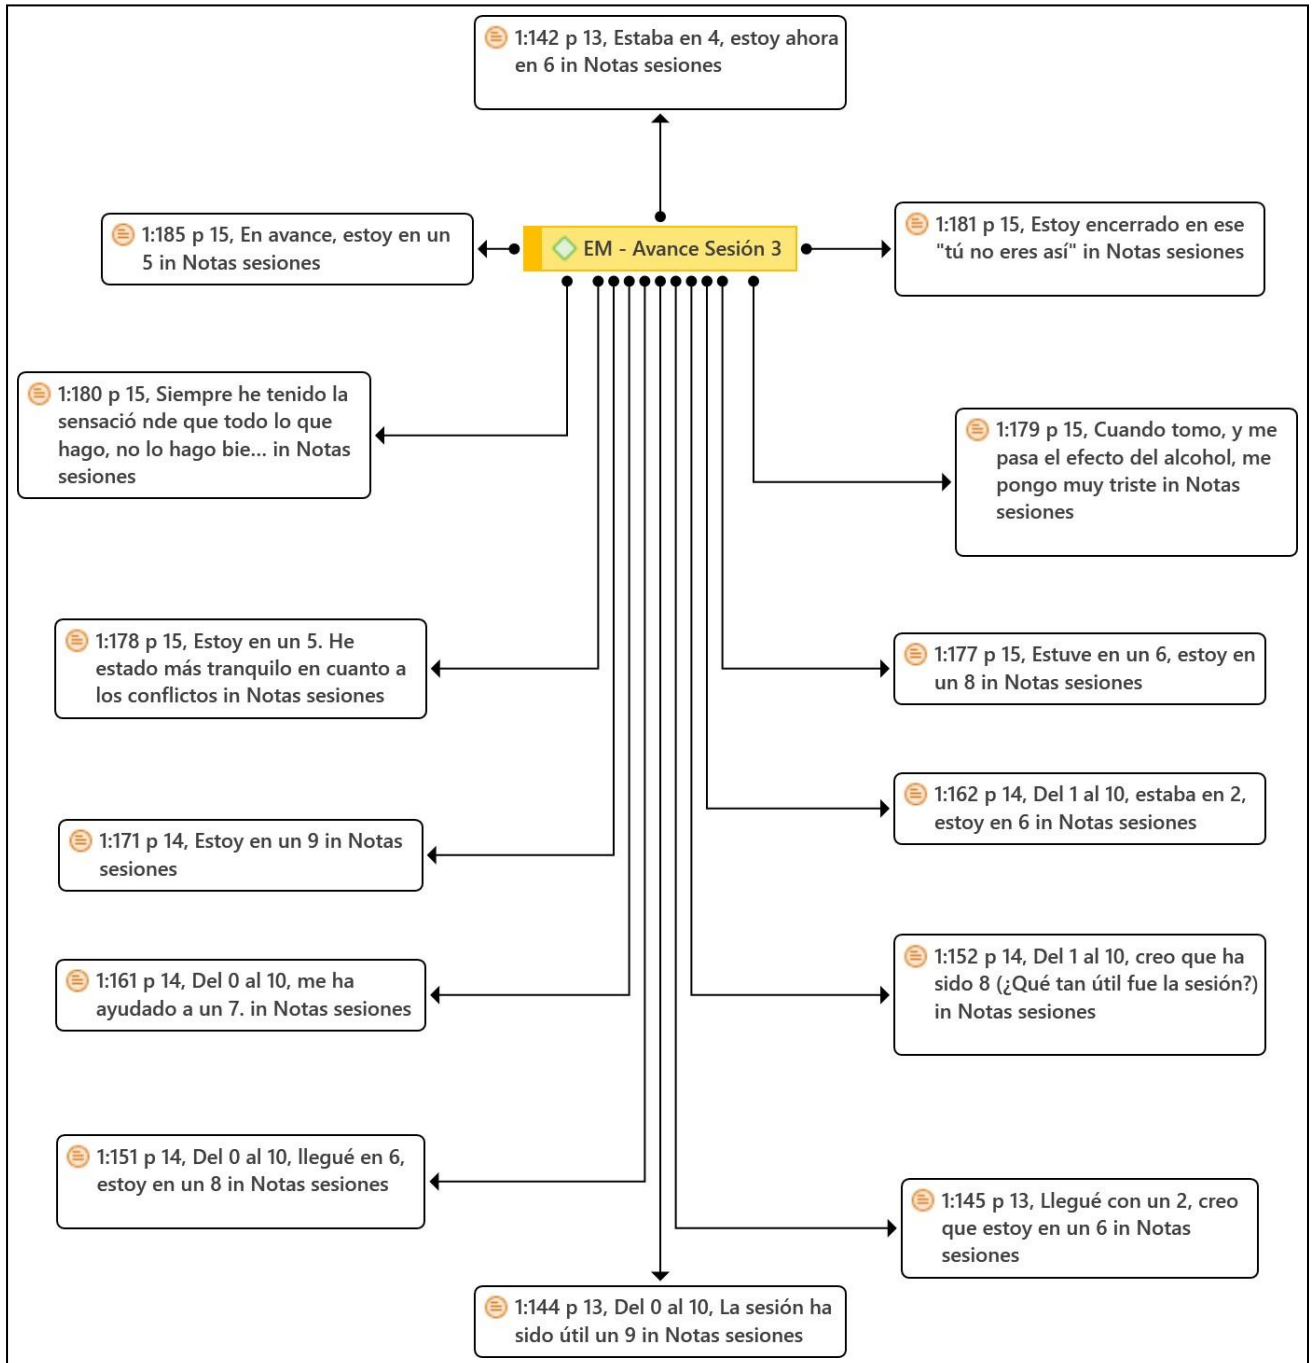 1:142 p 13, Estaba en 4, estoy ahora
en 6 in Notas sesiones
1:185 p 15, En avance, estoy en un
5 in Notas sesiones
EM - Avance Sesión 3
1:181 p 15, Estoy encerrado en ese
"tú no eres así" in Notas sesiones
1:180 p 15, Siempre he tenido la
sensació nde que todo lo que
hago, no lo hago bie... in Notas
sesiones
1:179 p 15, Cuando tomo, y me
pasa el efecto del alcohol, me
pongo muy triste in Notas
sesiones
1:178 p 15, Estoy en un 5. He
estado más tranquilo en cuanto a
los conflictos in Notas sesiones
1:177 p 15, Estuve en un 6, estoy en
un 8 in Notas sesiones
1:162 p 14, Del 1 al 10, estaba en 2,
estoy en 6 in Notas sesiones
1:171 p 14, Estoy en un 9 in Notas
sesiones
1:152 p 14, Del 1 al 10, creo que ha
sido 8 (¿Qué tan útil fue la sesión?)
in Notas sesiones
1:161 p 14, Del 0 al 10, me ha
ayudado a un 7. in Notas sesiones
1:151 p 14, Del 0 al 10, llegué en 6,
estoy en un 8 in Notas sesiones
1:145 p 13, Llegué con un 2, creo
que estoy en un 6 in Notas
sesiones
1:144 p 13, Del 0 al 10, La sesión ha
sido útil un 9 in Notas sesiones